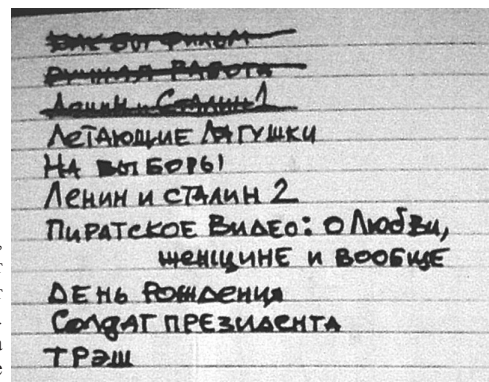 РУЧНАЯ РАБОТА
Ленин и Сталин 1
Летающие Лягушки
На выборы
Ленин и Сталин 2
Пиратское Видео: о Любви,
женщине и вообще
День Рождения
Солдат президента
Трэш